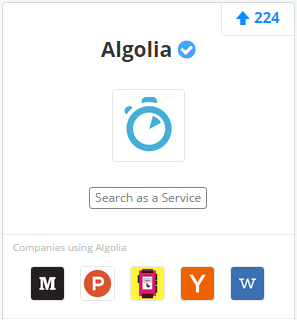 224
Algolia
Search as a Service
Companies using Algolia
M P Y W